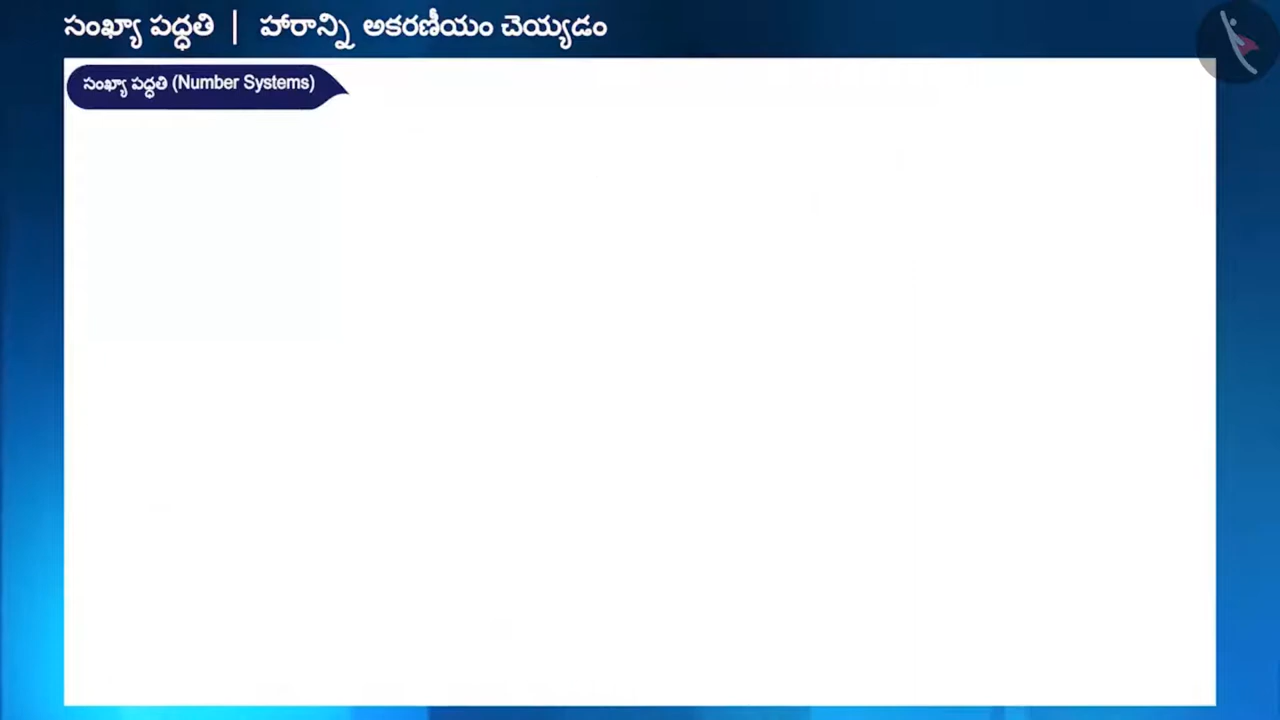 సంఖ్యా పద్ధతి | హారాన్ని అకరణీయం చెయ్యడం
సంఖ్యా పద్ధతి (Number Systems)